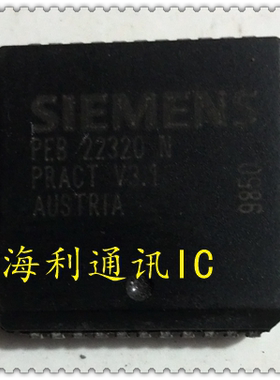 SIEMENS
PEB 22320 N
PRACT V3.1
AUSTRIA
9850
海利通讯IC